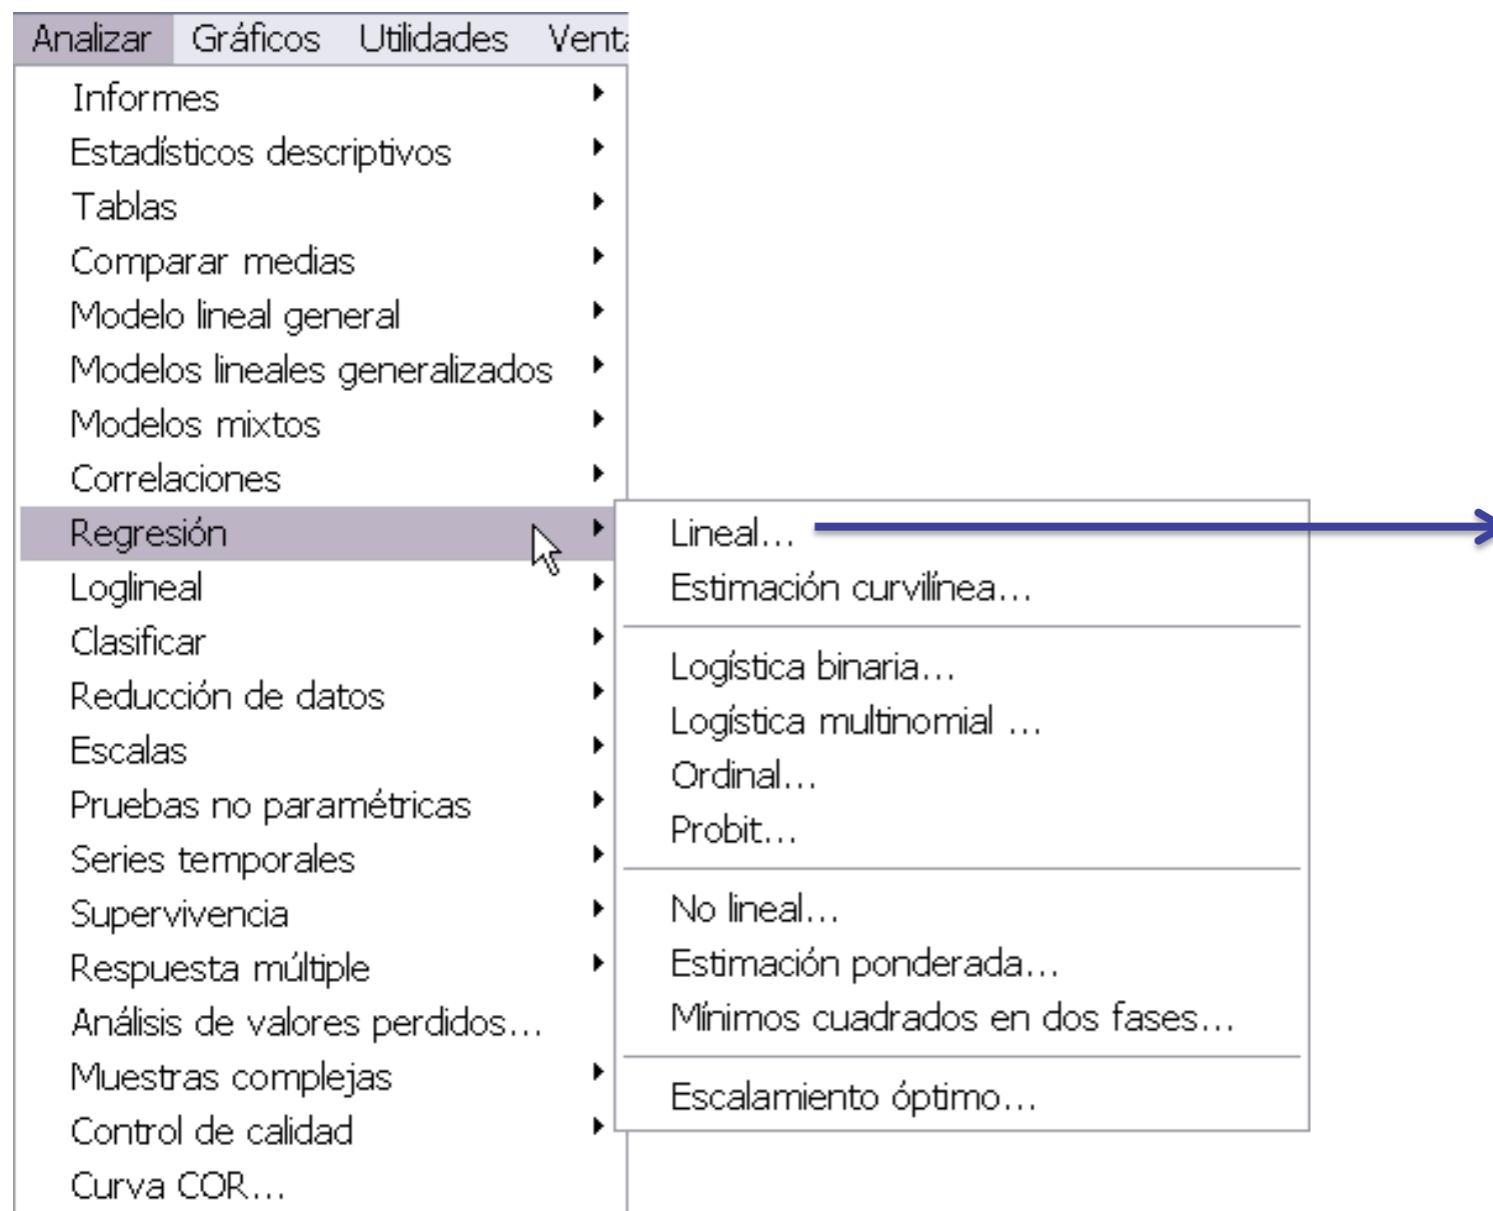 Analizar Gráficos Utilidades
Informes
Estadísticos descriptivos
Tablas
Comparar medias
Modelo lineal general
Modelos lineales generalizados
Modelos mixtos
Correlaciones
Regresión
Loglineal
Clasificar
Reducción de datos
Escalas
Pruebas no paramétricas
Series temporales
Supervivencia
Respuesta múltiple
Análisis de valores perdidos...
Muestras complejas
Control de calidad
Curva COR...
Lineal...
Estimación curvilínea...
Logística binaria...
Logística multinomial ...
Ordinal...
Probit...
No lineal...
Estimación ponderada...
Mínimos cuadrados en dos fases...
Escalamiento óptimo...